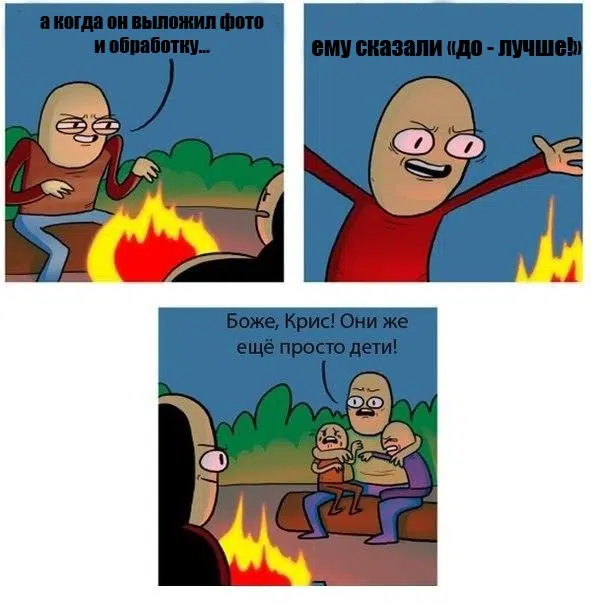 а когда он выложил фото
и обработку...
ему сказали «до - лучше!»
Боже, Крис! Они же
ещё просто дети!